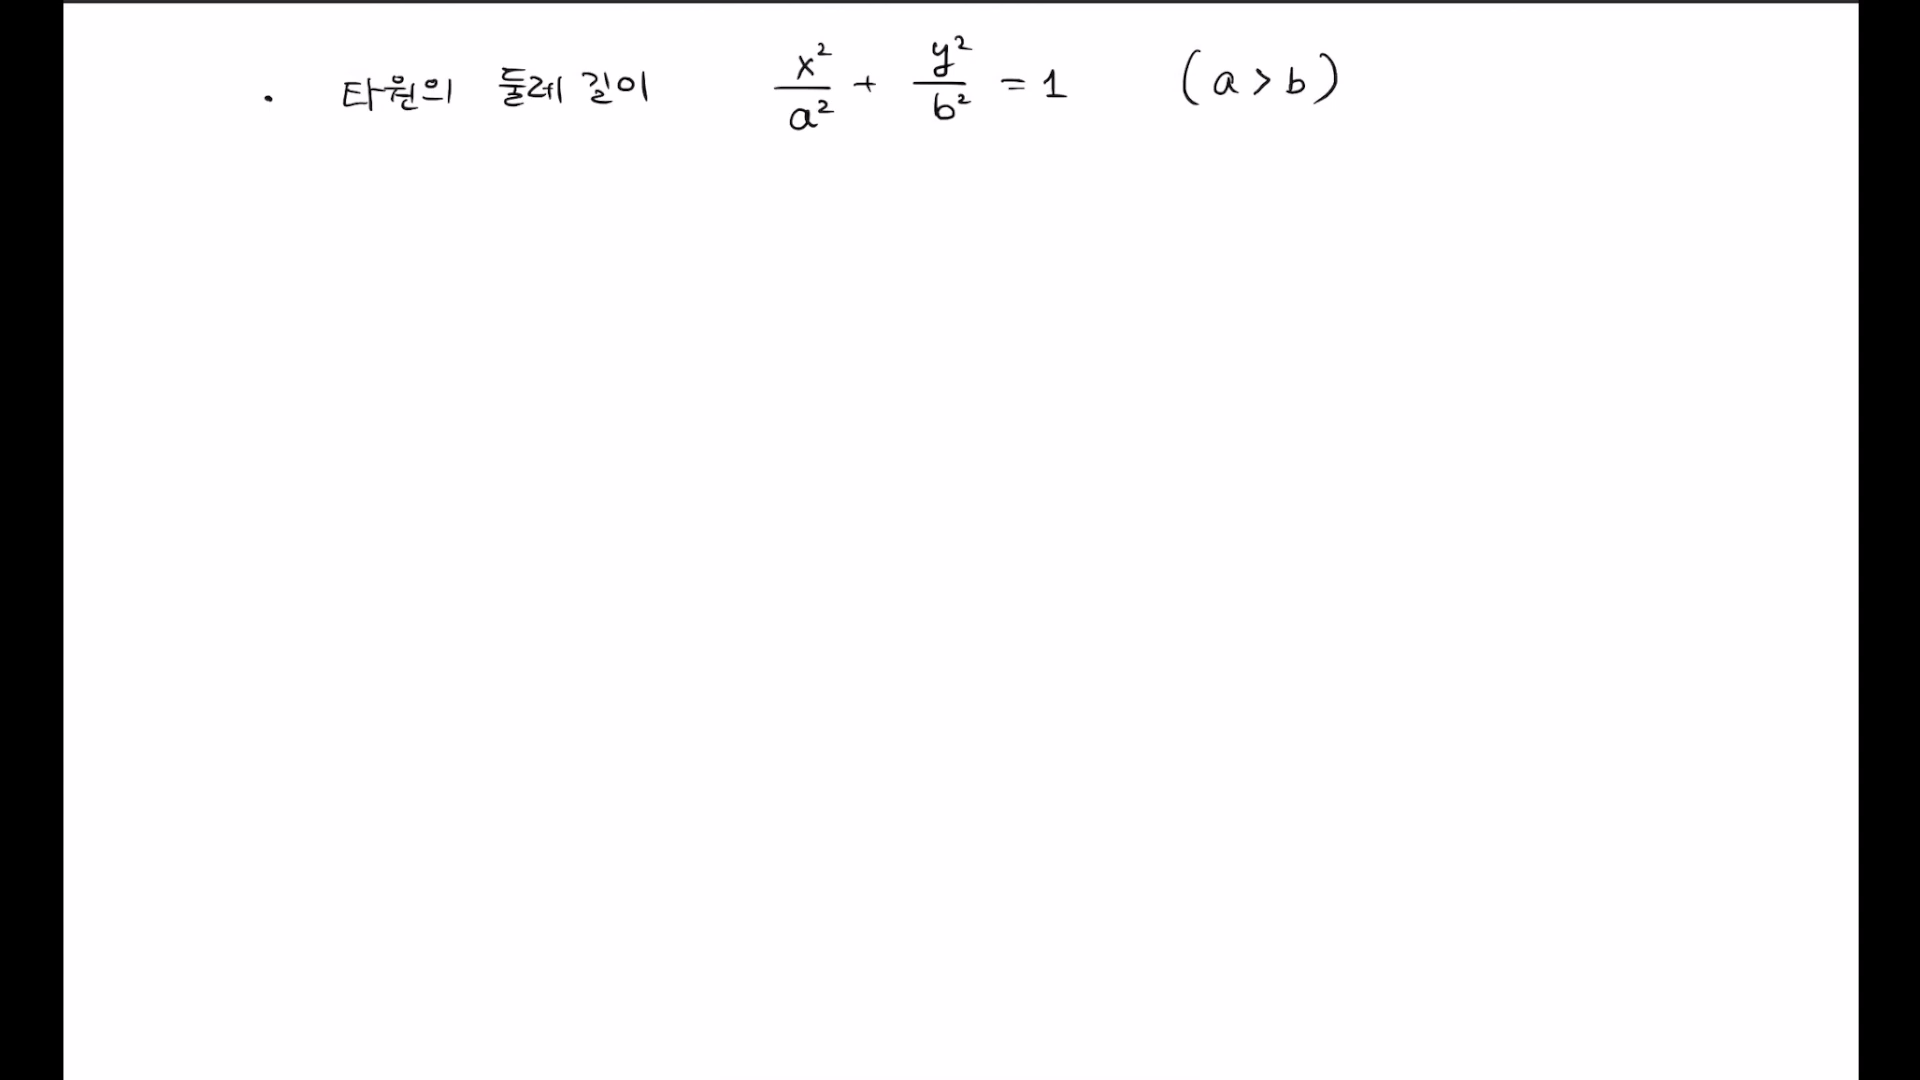 · 타원의 둘레 길이 x²/a² + y²/b² = 1 (a > b)